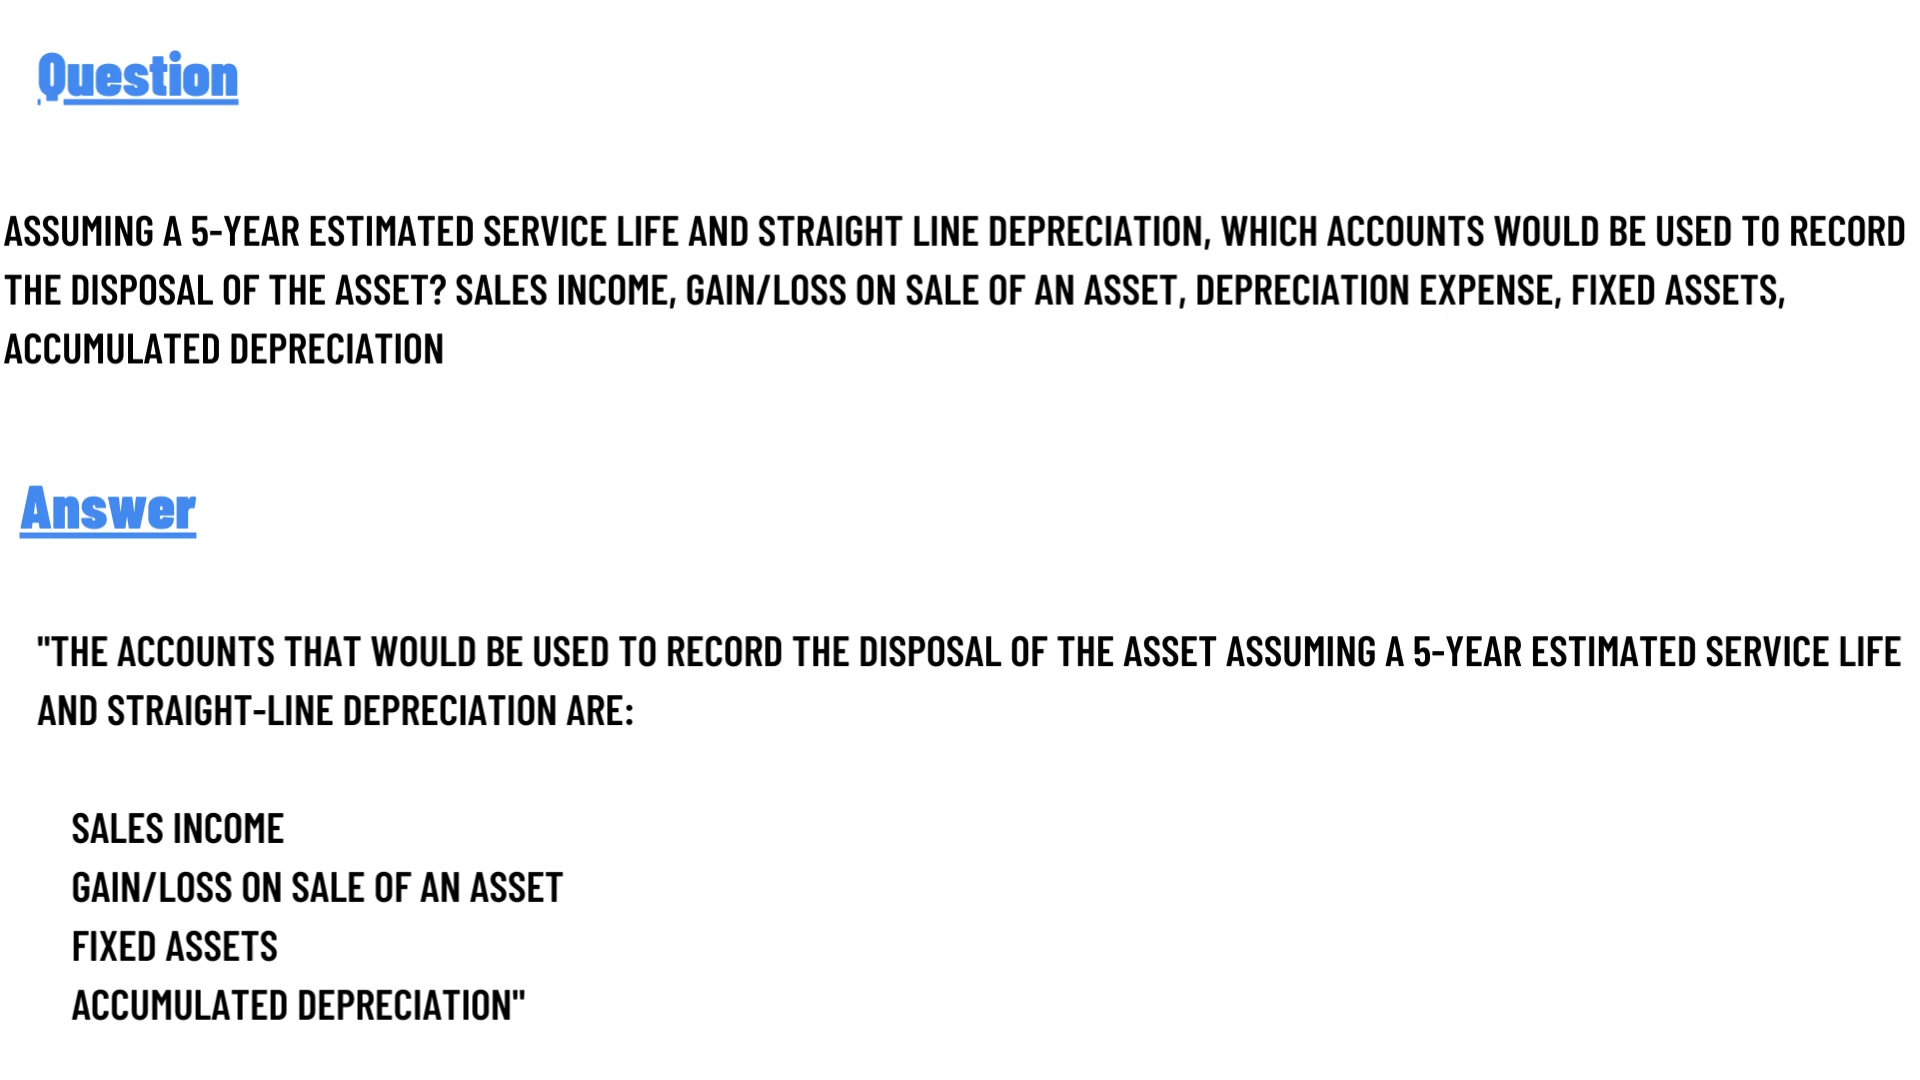 Question
ASSUMING A 5-YEAR ESTIMATED SERVICE LIFE AND STRAIGHT LINE DEPRECIATION, WHICH ACCOUNTS WOULD BE USED TO RECORD
THE DISPOSAL OF THE ASSET? SALES INCOME, GAIN/LOSS ON SALE OF AN ASSET, DEPRECIATION EXPENSE, FIXED ASSETS,
ACCUMULATED DEPRECIATION
Answer
"THE ACCOUNTS THAT WOULD BE USED TO RECORD THE DISPOSAL OF THE ASSET ASSUMING A 5-YEAR ESTIMATED SERVICE LIFE
AND STRAIGHT-LINE DEPRECIATION ARE:
SALES INCOME
GAIN/LOSS ON SALE OF AN ASSET
FIXED ASSETS
ACCUMULATED DEPRECIATION"